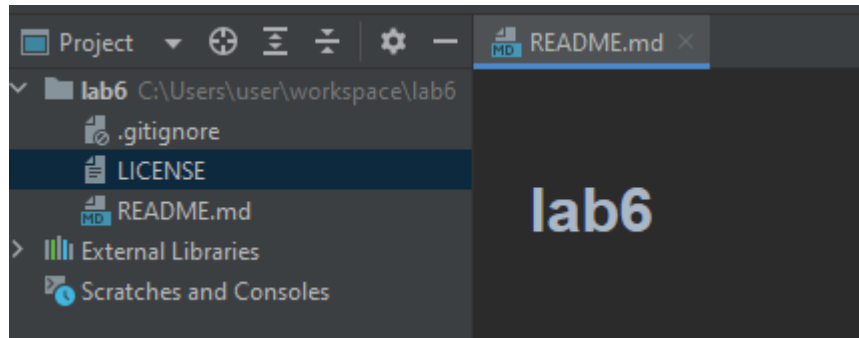 Project
README.md
lab6 C:\Users\user\workspace\lab6
.gitignore
LICENSE
MD README.md
External Libraries
Scratches and Consoles
MD
lab6